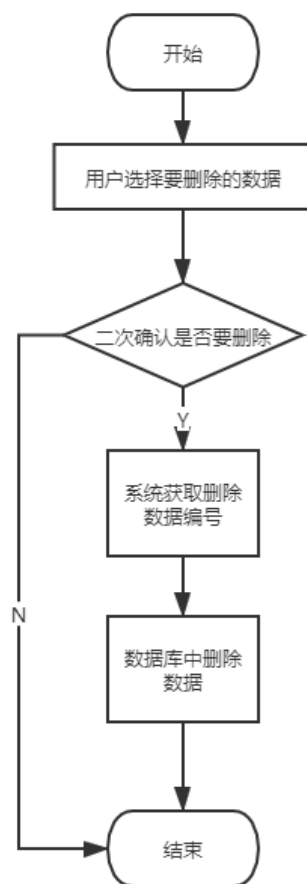 开始
用户选择要删除的数据
二次确认是否要删除
Y
系统获取删除
数据编号
N
数据库中删除
数据
结束